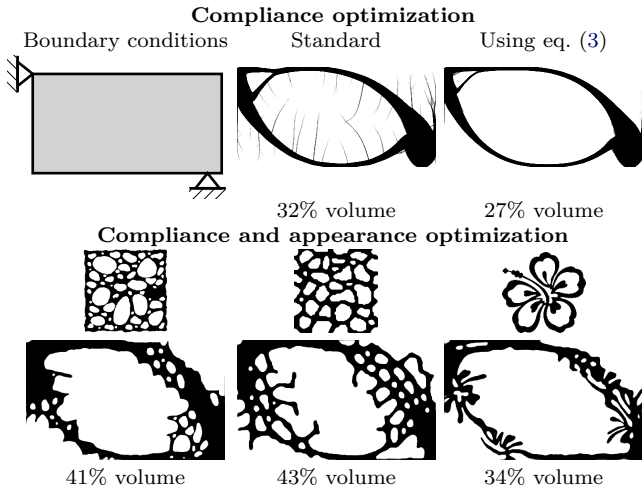 Compliance optimization
Boundary conditions Standard Using eq. (3)
32% volume 27% volume
Compliance and appearance optimization
41% volume 43% volume 34% volume